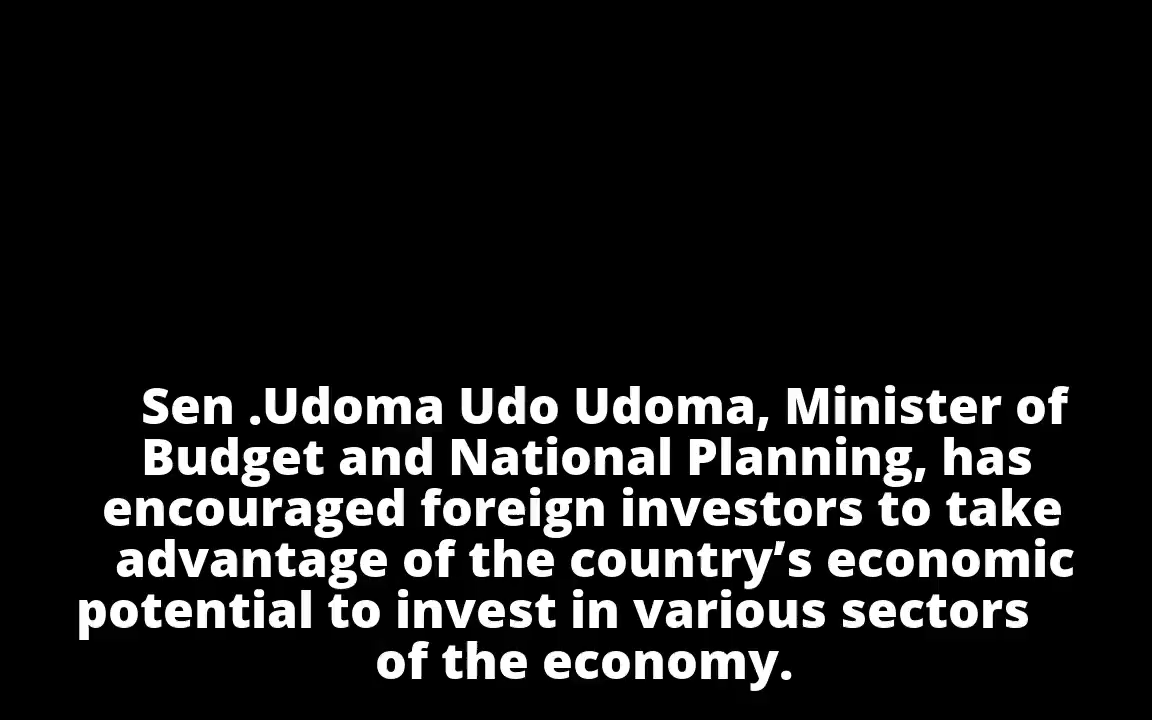 Sen .Udoma Udo Udoma, Minister of
Budget and National Planning, has
encouraged foreign investors to take
advantage of the country’s economic
potential to invest in various sectors
of the economy.